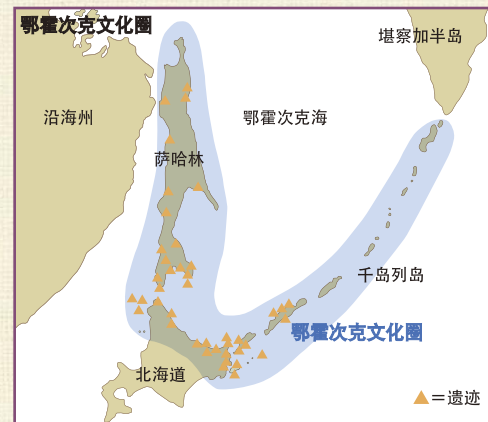 鄂霍次克文化圈
堪察加半岛
沿海州
鄂霍次克海
萨哈林
千岛列岛
鄂霍次克文化圈
北海道
=遗迹